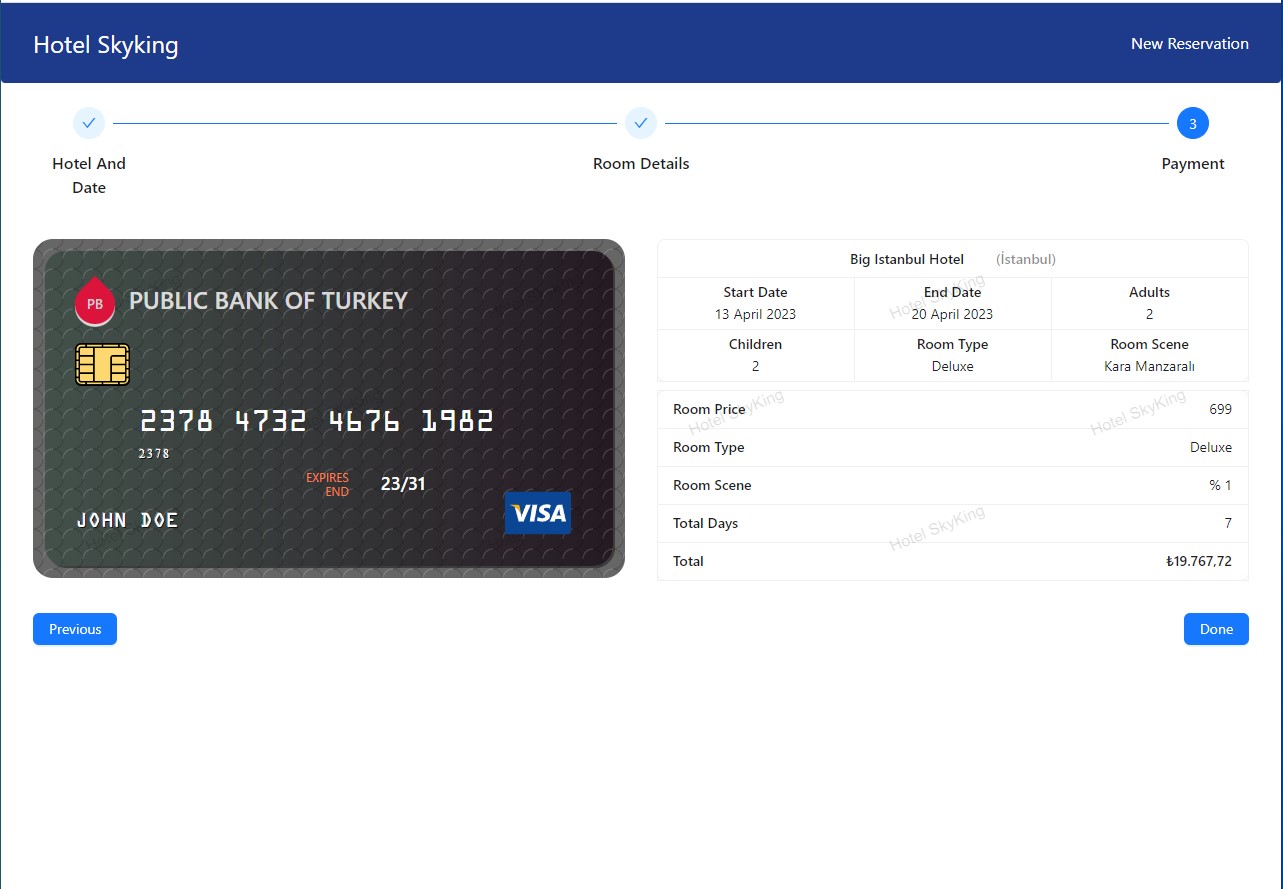 Hotel Skyking
New Reservation
3
Hotel And
Date
Room Details
Payment
PB
PUBLIC BANK OF TURKEY
2378 4732 4676 1982
2378
EXPIRES
END
23/31
JOHN DOE
VISA
Big Istanbul Hotel (İstanbul)
Start Date
13 April 2023
End Date
20 April 2023
Adults
2
Children
2
Room Type
Deluxe
Room Scene
Kara Manzaralı
Room Price 699
Room Type Deluxe
Room Scene % 1
Total Days 7
Total ₺19.767,72
Hotel SkyKing
Hotel SkyKing
Hotel SkyKing
Hotel SkyKing
Previous
Done